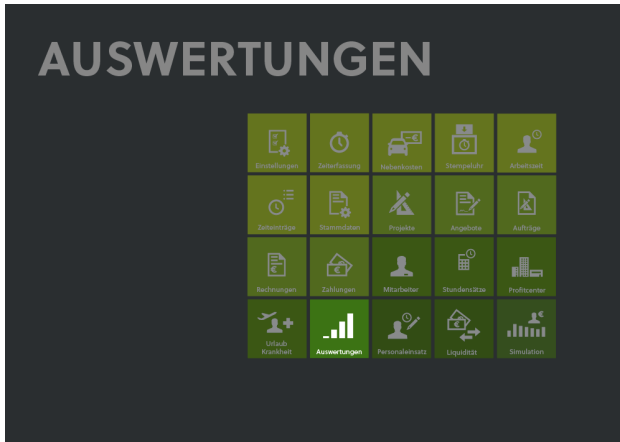 AUSWERTUNGEN
Einstellungen
Zeiterfassung
Nebenkosten
Stempeluhr
Arbeitszeit
Zeiteinträge
Stammdaten
Projekte
Angebote
Aufträge
Rechnungen
Zahlungen
Mitarbeiter
Stundensätze
Profitcenter
Urlaub
Krankheit
Auswertungen
Personaleinsatz
Liquidität
Simulation